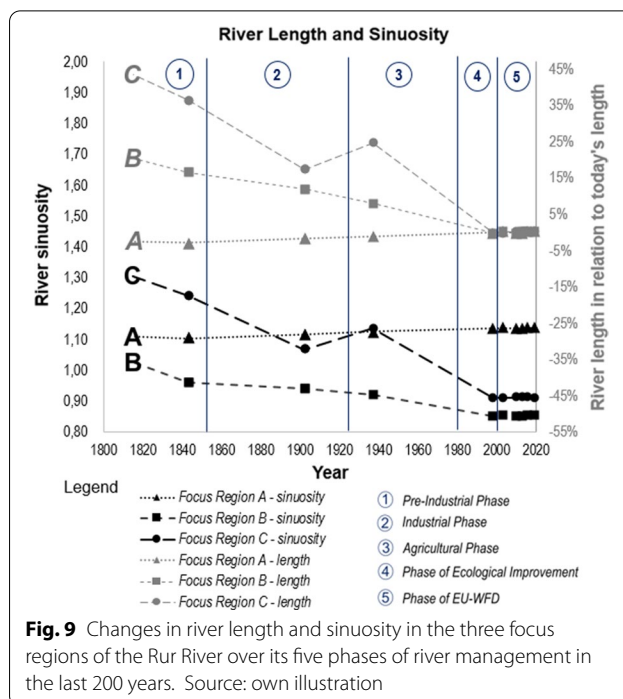 River Length and Sinuosity
2,00
1,90
1,80
1,70
1,60
1,50
1,40
1,30
1,20
1,10
1,00
0,90
0,80
River sinuosity
45%
35%
25%
15%
5%
-5%
-15%
-25%
-35%
-45%
-55%
River length in relation to today's length
1 2 3 4 5
C
B
A
C
A
B
1800 1820 1840 1860 1880 1900 1920 1940 1960 1980 2000 2020
Year
Legend
Focus Region A - sinuosity
Focus Region B - sinuosity
Focus Region C - sinuosity
Focus Region A - length
Focus Region B - length
Focus Region C - length
1 Pre-Industrial Phase
2 Industrial Phase
3 Agricultural Phase
4 Phase of Ecological Improvement
5 Phase of EU-WFD
Fig. 9 Changes in river length and sinuosity in the three focus
regions of the Rur River over its five phases of river management in
the last 200 years. Source: own illustration